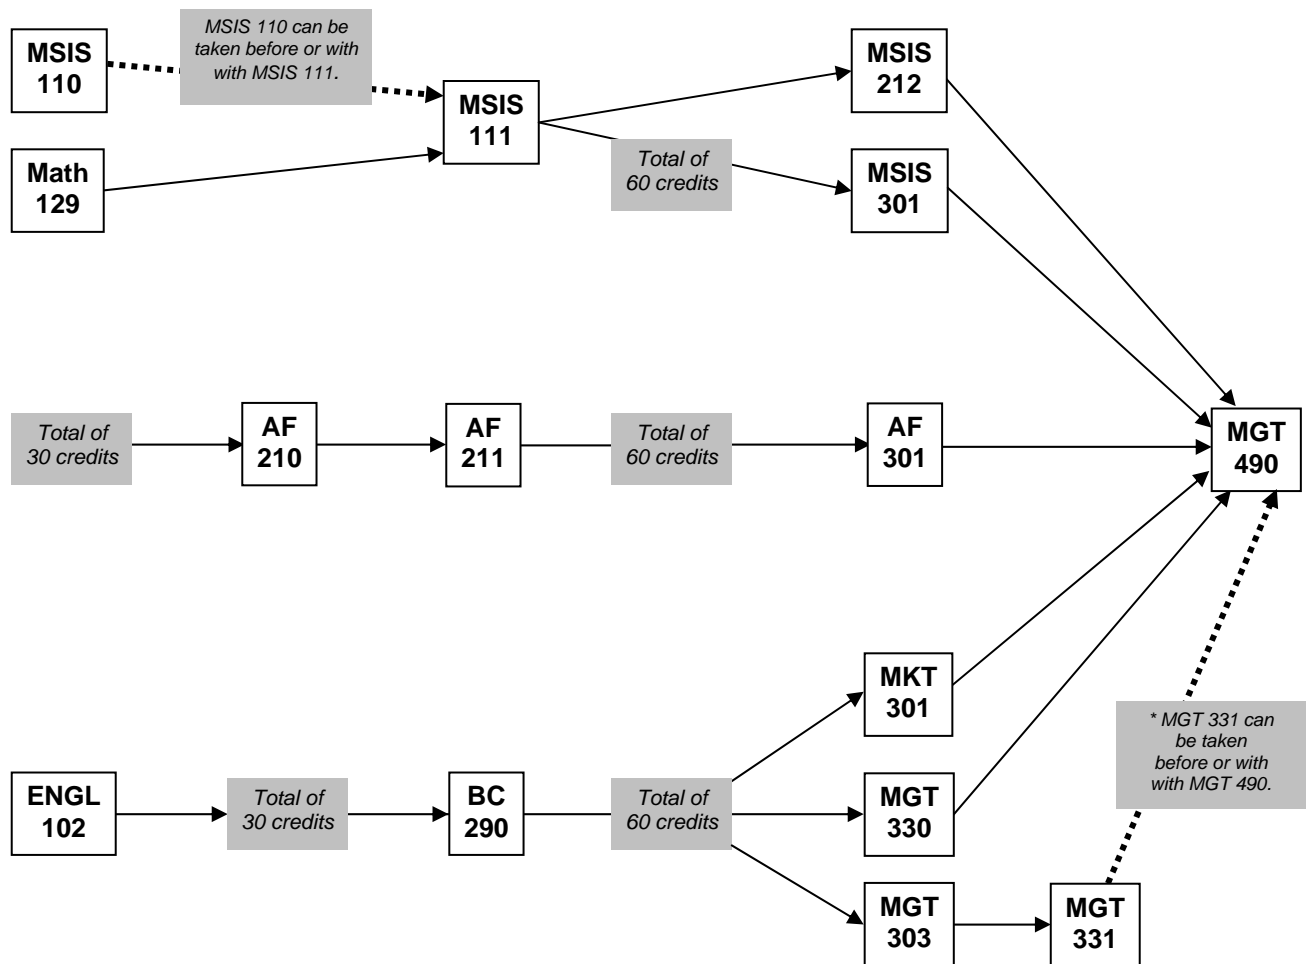 MSIS
110
MSIS 110 can be
taken before or with
with MSIS 111.
MSIS
111
MSIS
212
Math
129
Total of
60 credits
MSIS
301
Total of
30 credits
AF
210
AF
211
Total of
60 credits
AF
301
MGT
490
MKT
301
* MGT 331 can
be taken
before or with
with MGT 490.
ENGL
102
Total of
30 credits
BC
290
Total of
60 credits
MGT
330
MGT
303
MGT
331